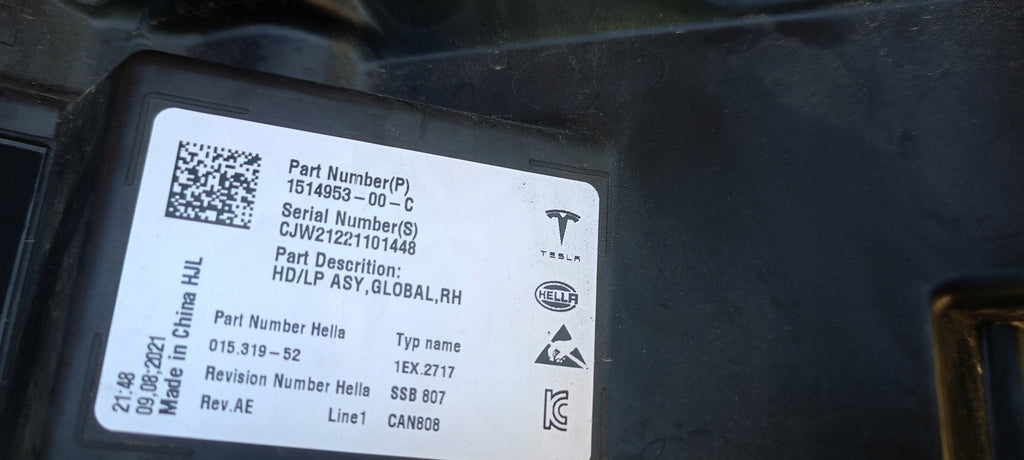 Part Number(P)
1514953-00-C
Serial Number(S)
CJW21221101448
Part Descrition:
HD/LP ASY,GLOBAL,RH
Part Number Hella
015.319-52
Revision Number Hella
Rev.AE
Line1
Typ name
1EX.2717
SSB 807
CAN808
21:48
09,08;2021
Made in China HJL
TESLA
HELLA